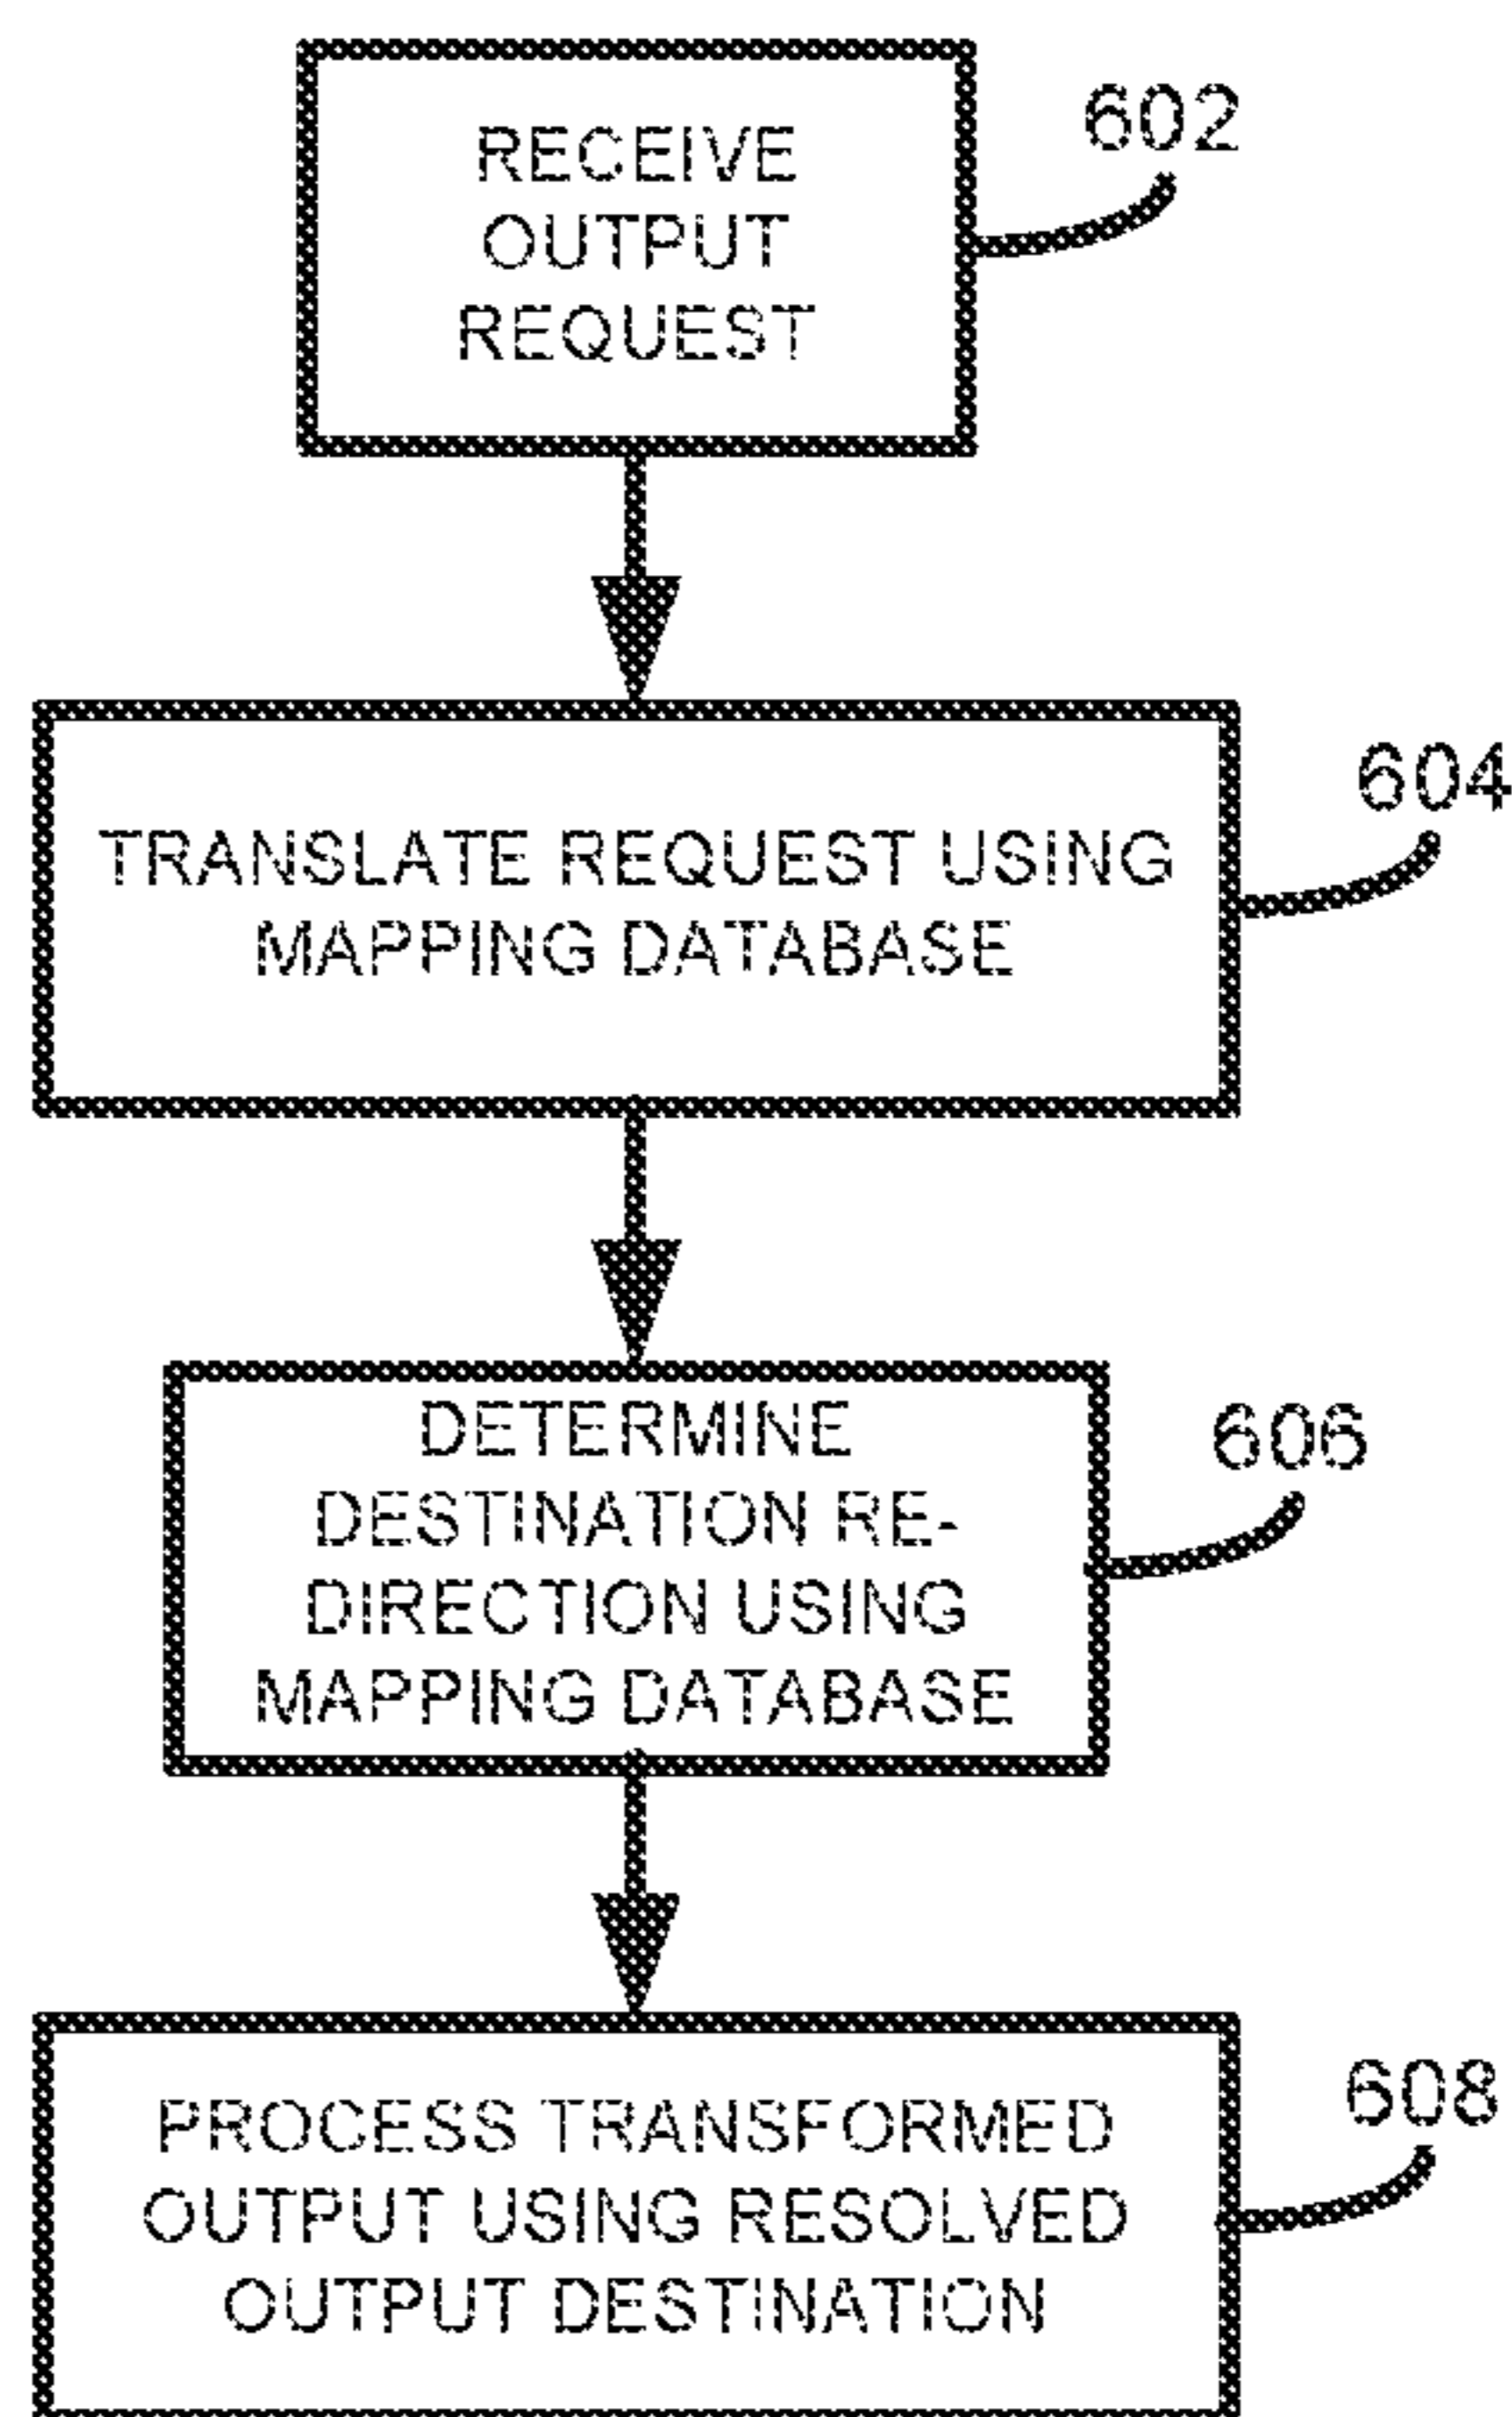 RECEIVE
OUTPUT
REQUEST
602
TRANSLATE REQUEST USING
MAPPING DATABASE
604
DETERMINE
DESTINATION RE-
DIRECTION USING
MAPPING DATABASE
606
PROCESS TRANSFORMED
OUTPUT USING RESOLVED
OUTPUT DESTINATION
608